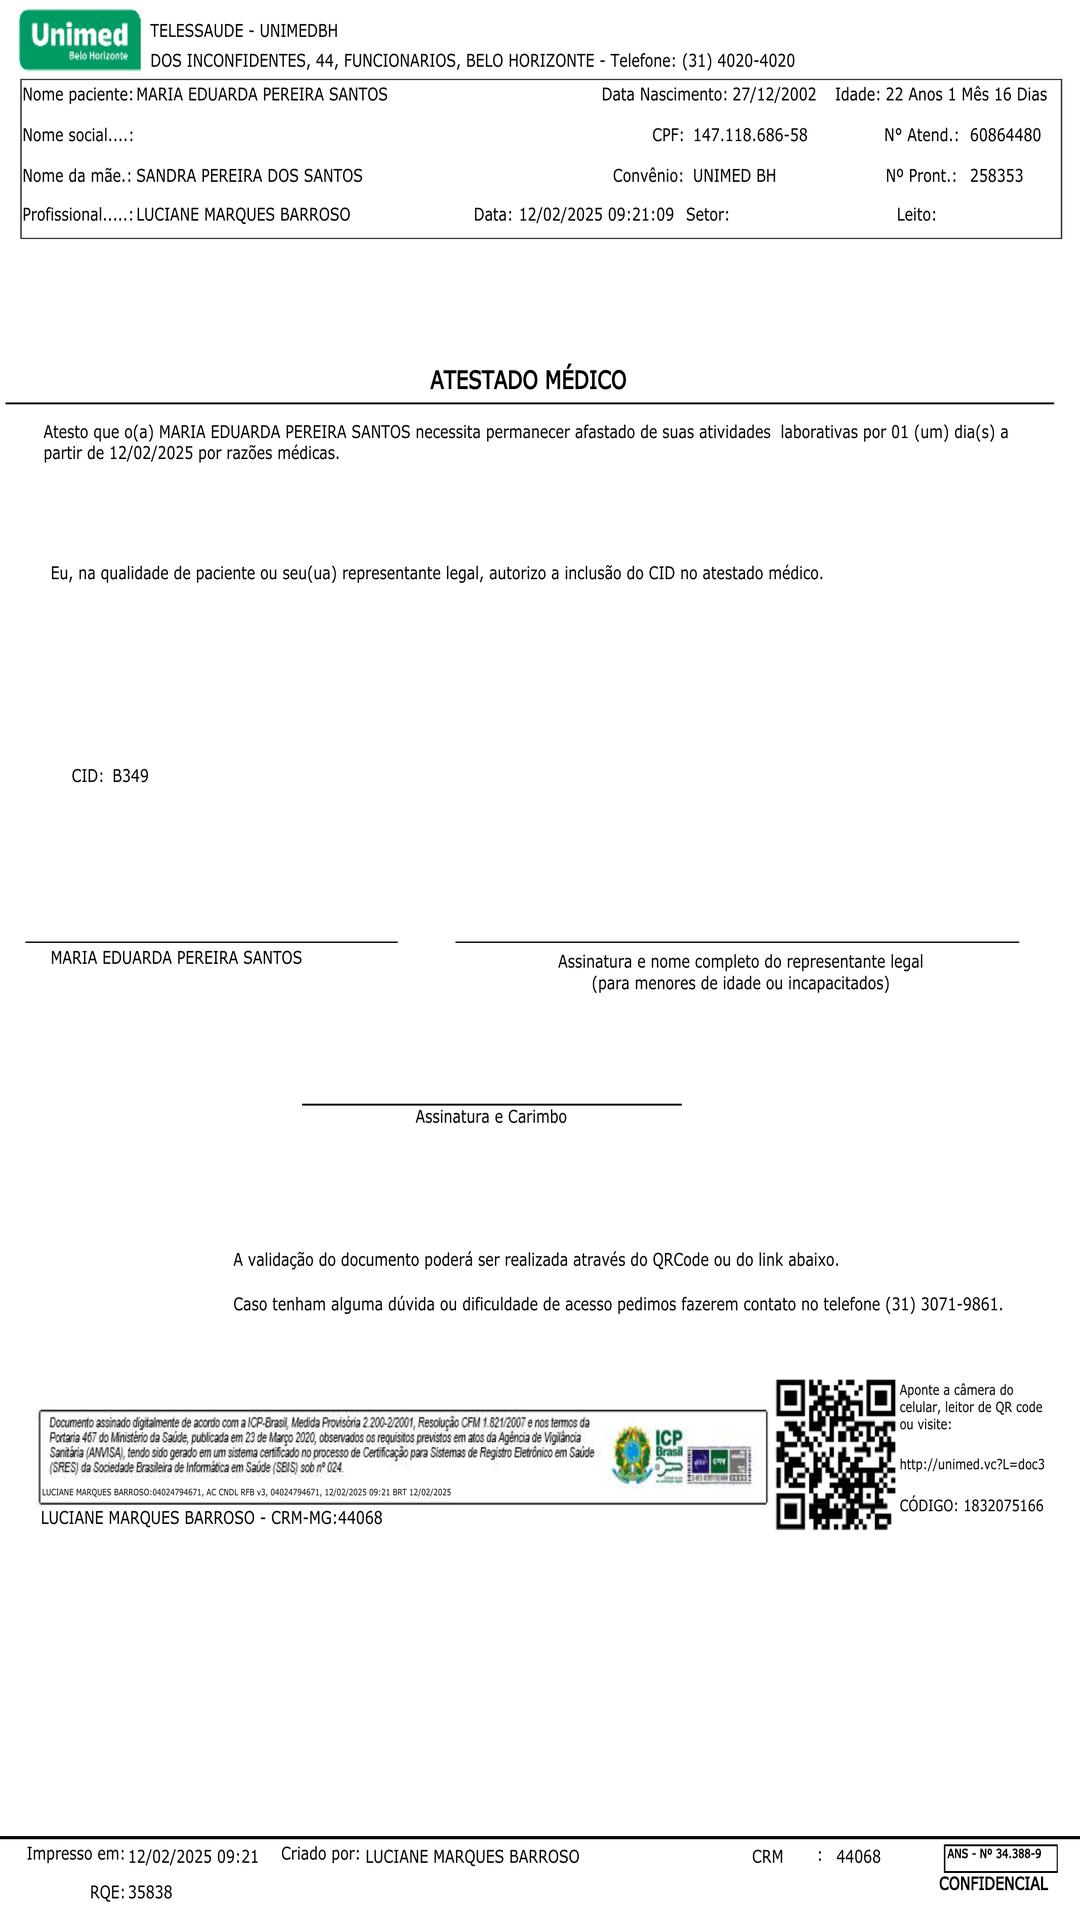 Unimed
Belo Horizonte
TELESSAUDE - UNIMEDBH
DOS INCONFIDENTES, 44, FUNCIONARIOS, BELO HORIZONTE - Telefone: (31) 4020-4020
Nome paciente: MARIA EDUARDA PEREIRA SANTOS Data Nascimento: 27/12/2002 Idade: 22 Anos 1 Mês 16 Dias
Nome social....: CPF: 147.118.686-58 Nº Atend.: 60864480
Nome da mãe.: SANDRA PEREIRA DOS SANTOS Convênio: UNIMED BH Nº Pront.: 258353
Profissional.....: LUCIANE MARQUES BARROSO Data: 12/02/2025 09:21:09 Setor: Leito:
ATESTADO MÉDICO
Atesto que o(a) MARIA EDUARDA PEREIRA SANTOS necessita permanecer afastado de suas atividades laborativas por 01 (um) dia(s) a
partir de 12/02/2025 por razões médicas.
Eu, na qualidade de paciente ou seu(ua) representante legal, autorizo a inclusão do CID no atestado médico.
CID: B349
MARIA EDUARDA PEREIRA SANTOS
Assinatura e nome completo do representante legal
(para menores de idade ou incapacitados)
Assinatura e Carimbo
A validação do documento poderá ser realizada através do QRCode ou do link abaixo.
Caso tenham alguma dúvida ou dificuldade de acesso pedimos fazerem contato no telefone (31) 3071-9861.
Documento assinado digitalmente de acordo com a ICP-Brasil, Medida Provisória 2.200-2/2001, Resolução CFM 1.821/2007 e nos termos da
Portaria 467 do Ministério da Saúde, publicada em 23 de Março 2020, observados os requisitos previstos em atos da Agência de Vigilância
Sanitária (ANVISA), tendo sido gerado em um sistema certificado no processo de Certificação para Sistemas de Registro Eletrônico em Saúde
(SRES) da Sociedade Brasileira de Informática em Saúde (SBIS) sob nº 024.
LUCIANE MARQUES BARROSO:04024794671, AC CNDL RFB v3, 04024794671, 12/02/2025 09:21 BRT 12/02/2025
ICP
Brasil
LUCIANE MARQUES BARROSO - CRM-MG:44068
Aponte a câmera do
celular, leitor de QR code
ou visite:
http://unimed.vc?L=doc3
CÓDIGO: 1832075166
Impresso em: 12/02/2025 09:21 Criado por: LUCIANE MARQUES BARROSO CRM : 44068
ANS - Nº 34.388-9
CONFIDENCIAL
RQE: 35838